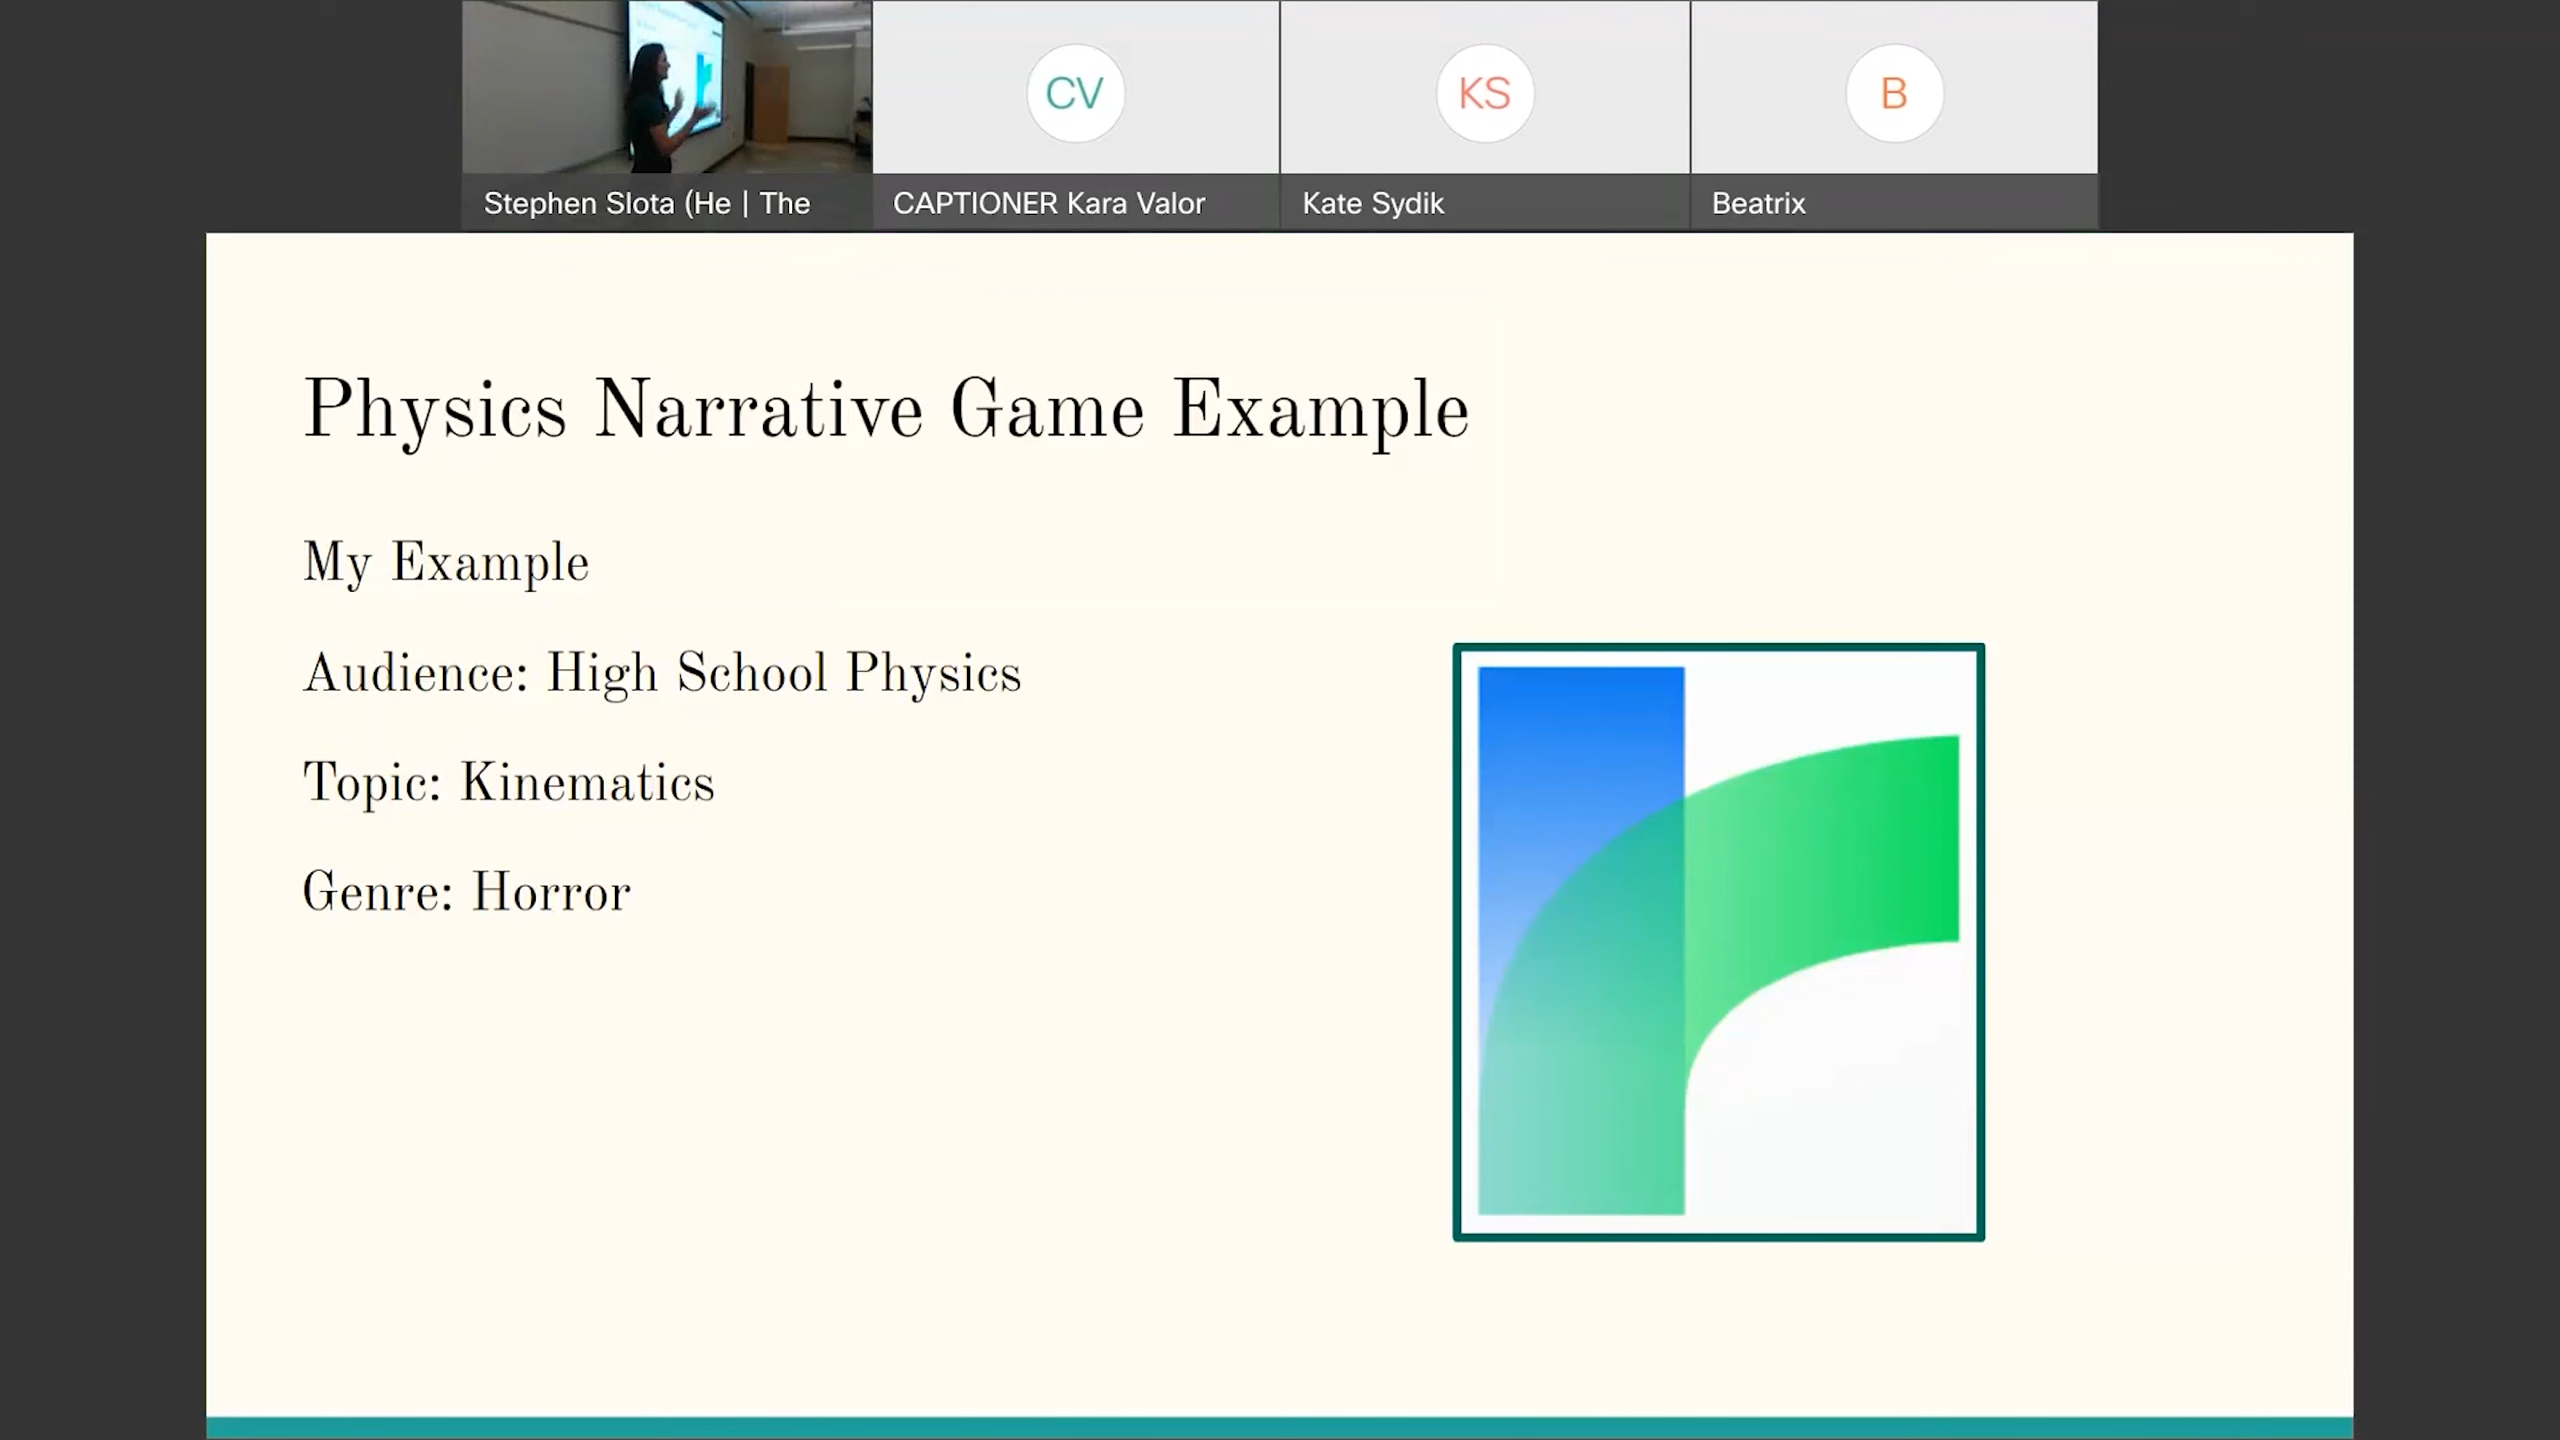 CV
KS
B
Stephen Slota (He | The
CAPTIONER Kara Valor
Kate Sydik
Beatrix
Physics Narrative Game Example
My Example
Audience: High School Physics
Topic: Kinematics
Genre: Horror